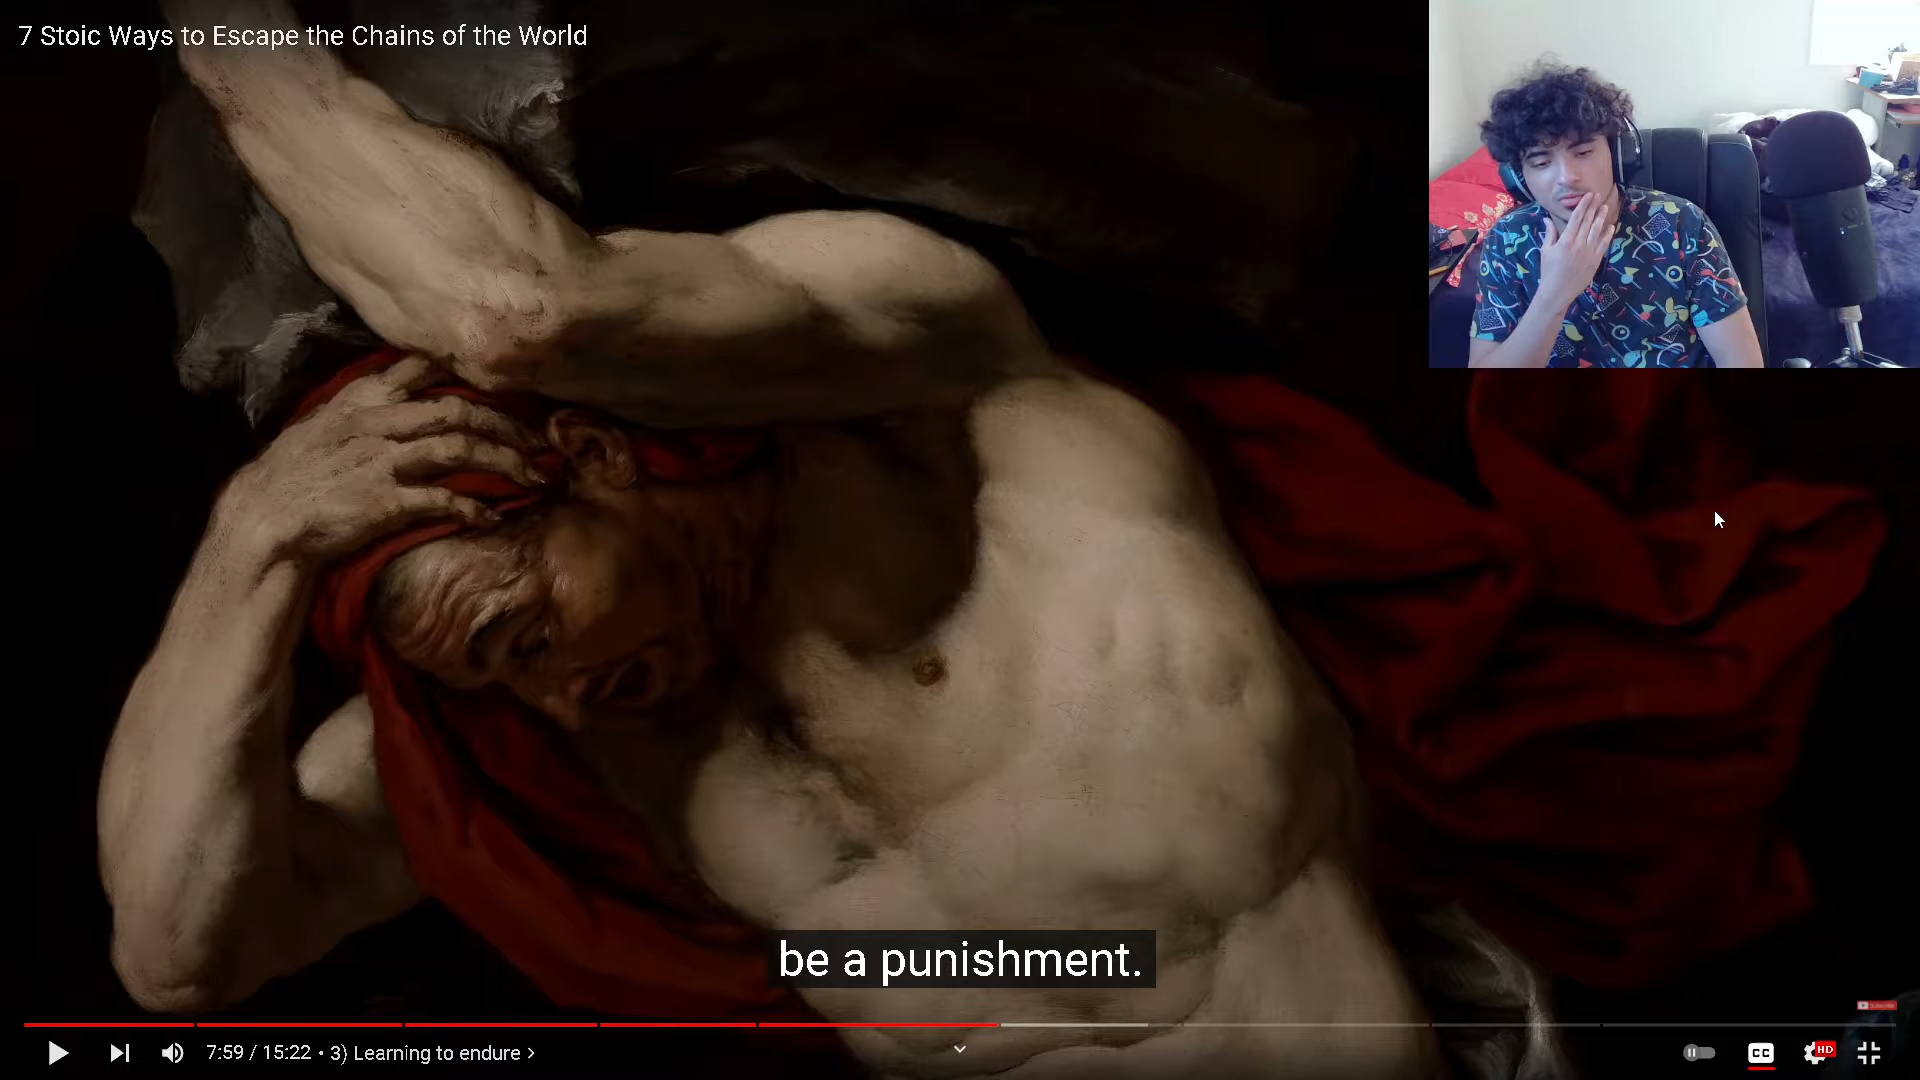 7 Stoic Ways to Escape the Chains of the World
be a punishment.
7:59 / 15:22 • 3) Learning to endure >
CC
HD